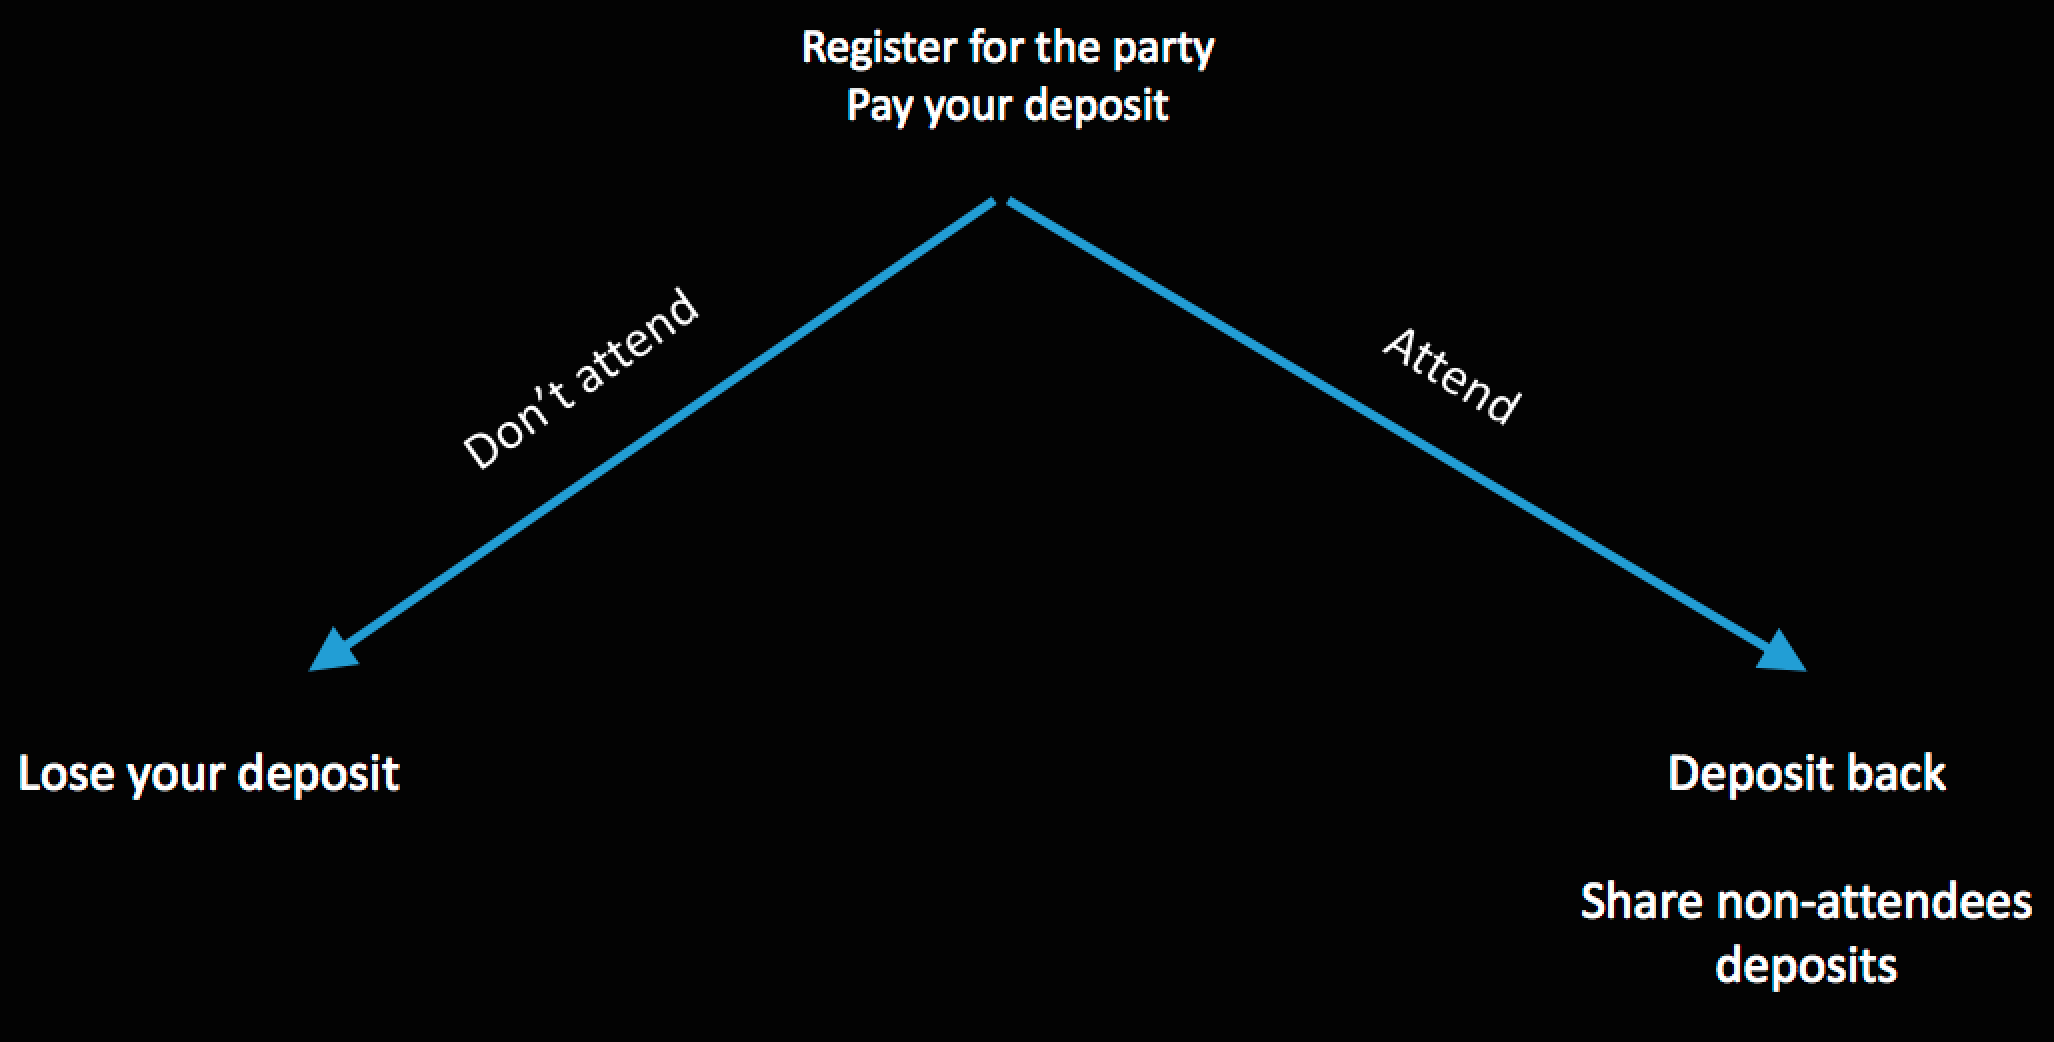 Register for the party
Pay your deposit
Don’t attend
Attend
Lose your deposit
Deposit back
Share non-attendees
deposits